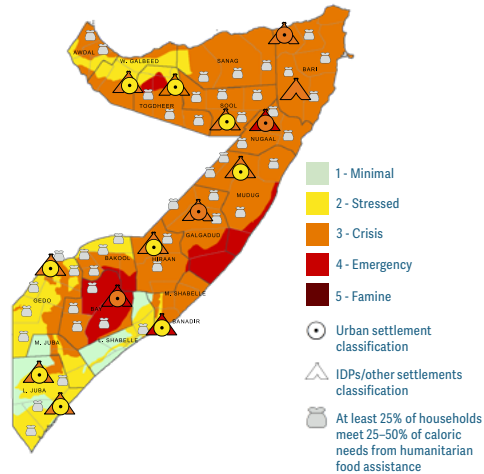 AWDAL
W. GALBEED
SANAG
BARI
TOGDHEER
SOOL
NUGAAL
MUDUG
GALGADUD
HIRAAN
BAKOOL
GEDO
BAY
M. SHABELLE
BANADIR
L. SHABELLE
M. JUBA
L. JUBA
1 - Minimal
2 - Stressed
3 - Crisis
4 - Emergency
5 - Famine
Urban settlement
classification
IDPs/other settlements
classification
At least 25% of households
meet 25–50% of caloric
needs from humanitarian
food assistance